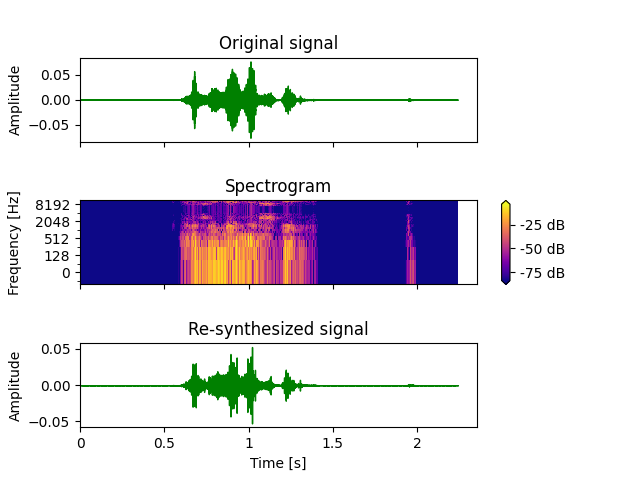 Original signal
Amplitude
0.05
0.00
−0.05
Spectrogram
Frequency [Hz]
8192
2048
512
128
0
-25 dB
-50 dB
-75 dB
Re-synthesized signal
Amplitude
0.05
0.00
−0.05
0
0.5
1
1.5
2
Time [s]